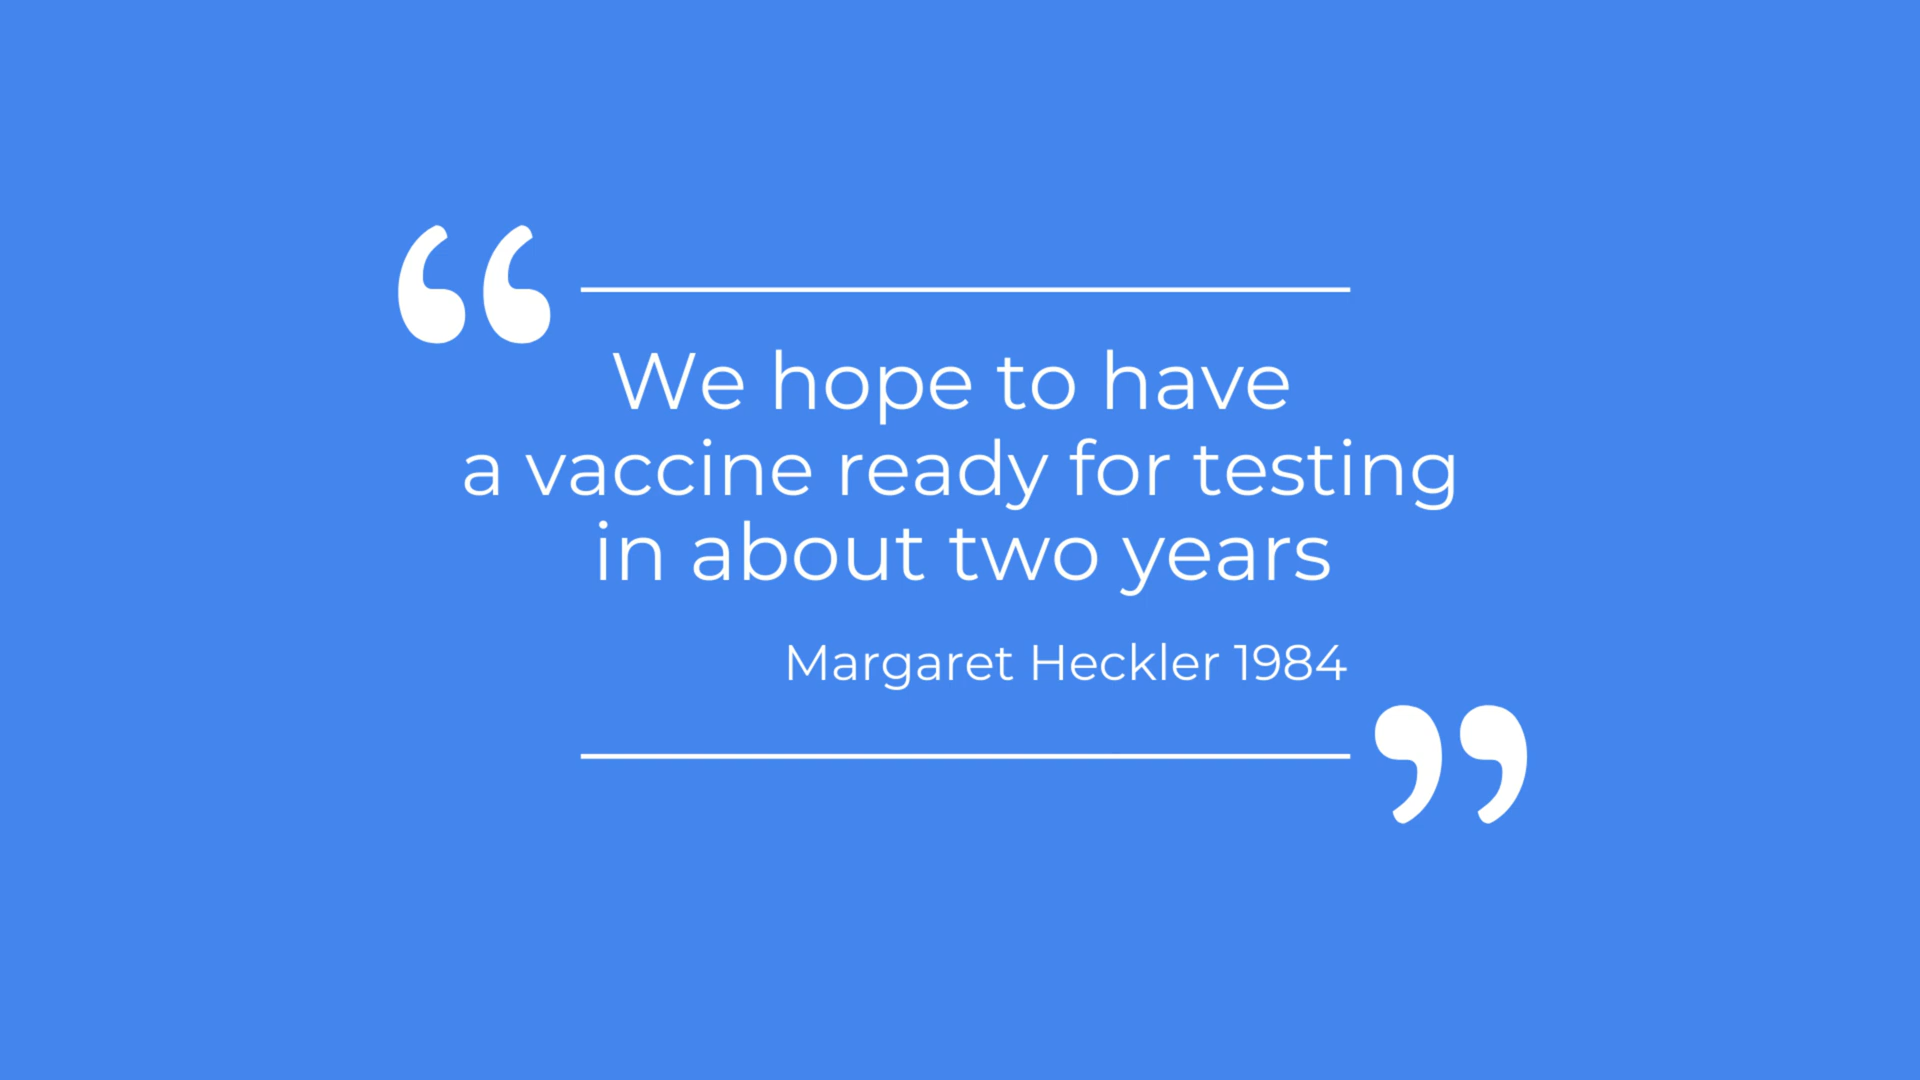 “
We hope to have
a vaccine ready for testing
in about two years
Margaret Heckler 1984
”